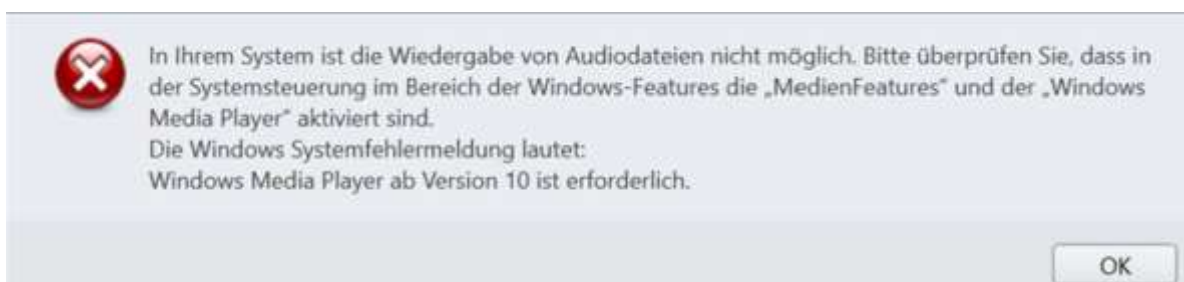 In Ihrem System ist die Wiedergabe von Audiodateien nicht möglich. Bitte überprüfen Sie, dass in
der Systemsteuerung im Bereich der Windows-Features die „MedienFeatures" und der „Windows
Media Player" aktiviert sind.
Die Windows Systemfehlermeldung lautet:
Windows Media Player ab Version 10 ist erforderlich.
OK